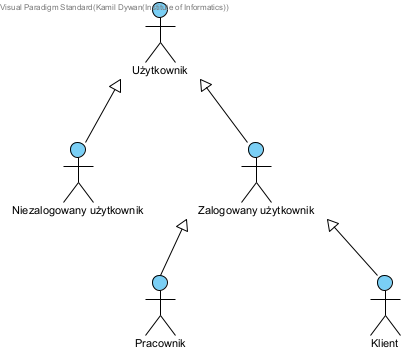 Visual Paradigm Standard(Kamil Dywan(Institute of Informatics))
Użytkownik
Niezalogowany użytkownik
Zalogowany użytkownik
Pracownik
Klient